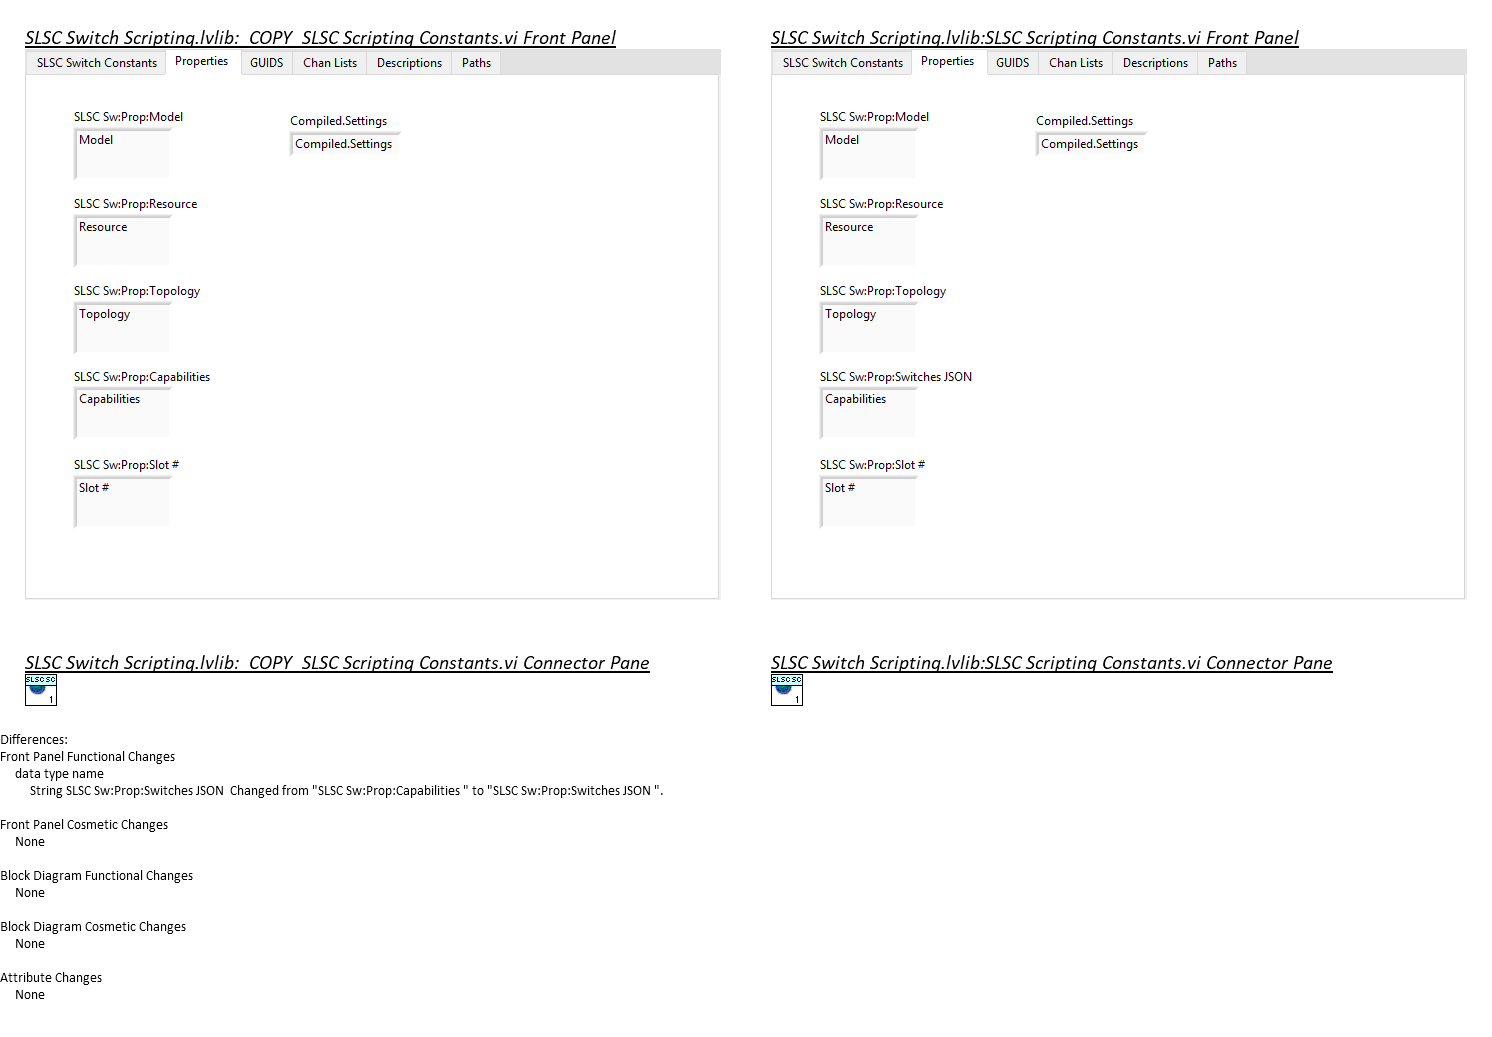 SLSC Switch Scripting.lvlib:  COPY  SLSC Scripting Constants.vi Front Panel
SLSC Switch Constants
Properties
GUIDS
Chan Lists
Descriptions
Paths
SLSC Sw:Prop:Model
Model
Compiled.Settings
Compiled.Settings
SLSC Sw:Prop:Resource
Resource
SLSC Sw:Prop:Topology
Topology
SLSC Sw:Prop:Capabilities
Capabilities
SLSC Sw:Prop:Slot #
Slot #
SLSC Switch Scripting.lvlib:SLSC Scripting Constants.vi Front Panel
SLSC Switch Constants
Properties
GUIDS
Chan Lists
Descriptions
Paths
SLSC Sw:Prop:Model
Model
Compiled.Settings
Compiled.Settings
SLSC Sw:Prop:Resource
Resource
SLSC Sw:Prop:Topology
Topology
SLSC Sw:Prop:Switches JSON
Capabilities
SLSC Sw:Prop:Slot #
Slot #
SLSC Switch Scripting.lvlib:  COPY  SLSC Scripting Constants.vi Connector Pane
SLSC SC
1
SLSC Switch Scripting.lvlib:SLSC Scripting Constants.vi Connector Pane
SLSC SC
1
Differences:
Front Panel Functional Changes
data type name
String SLSC Sw:Prop:Switches JSON  Changed from "SLSC Sw:Prop:Capabilities " to "SLSC Sw:Prop:Switches JSON ".
Front Panel Cosmetic Changes
None
Block Diagram Functional Changes
None
Block Diagram Cosmetic Changes
None
Attribute Changes
None